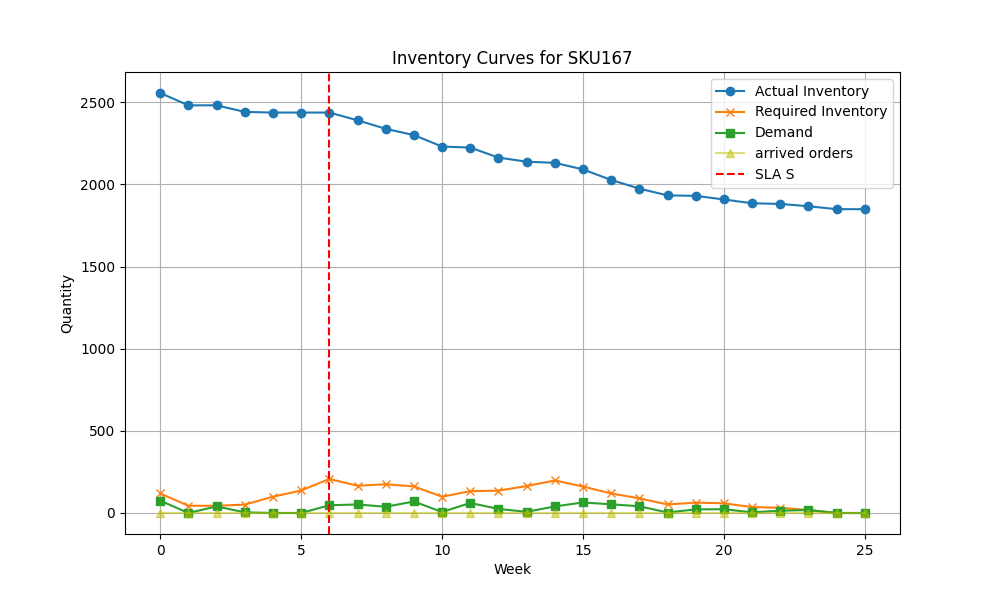 Inventory Curves for SKU167
Actual Inventory
Required Inventory
Demand
arrived orders
SLA S
Quantity
2500
2000
1500
1000
500
0
0 5 10 15 20 25
Week